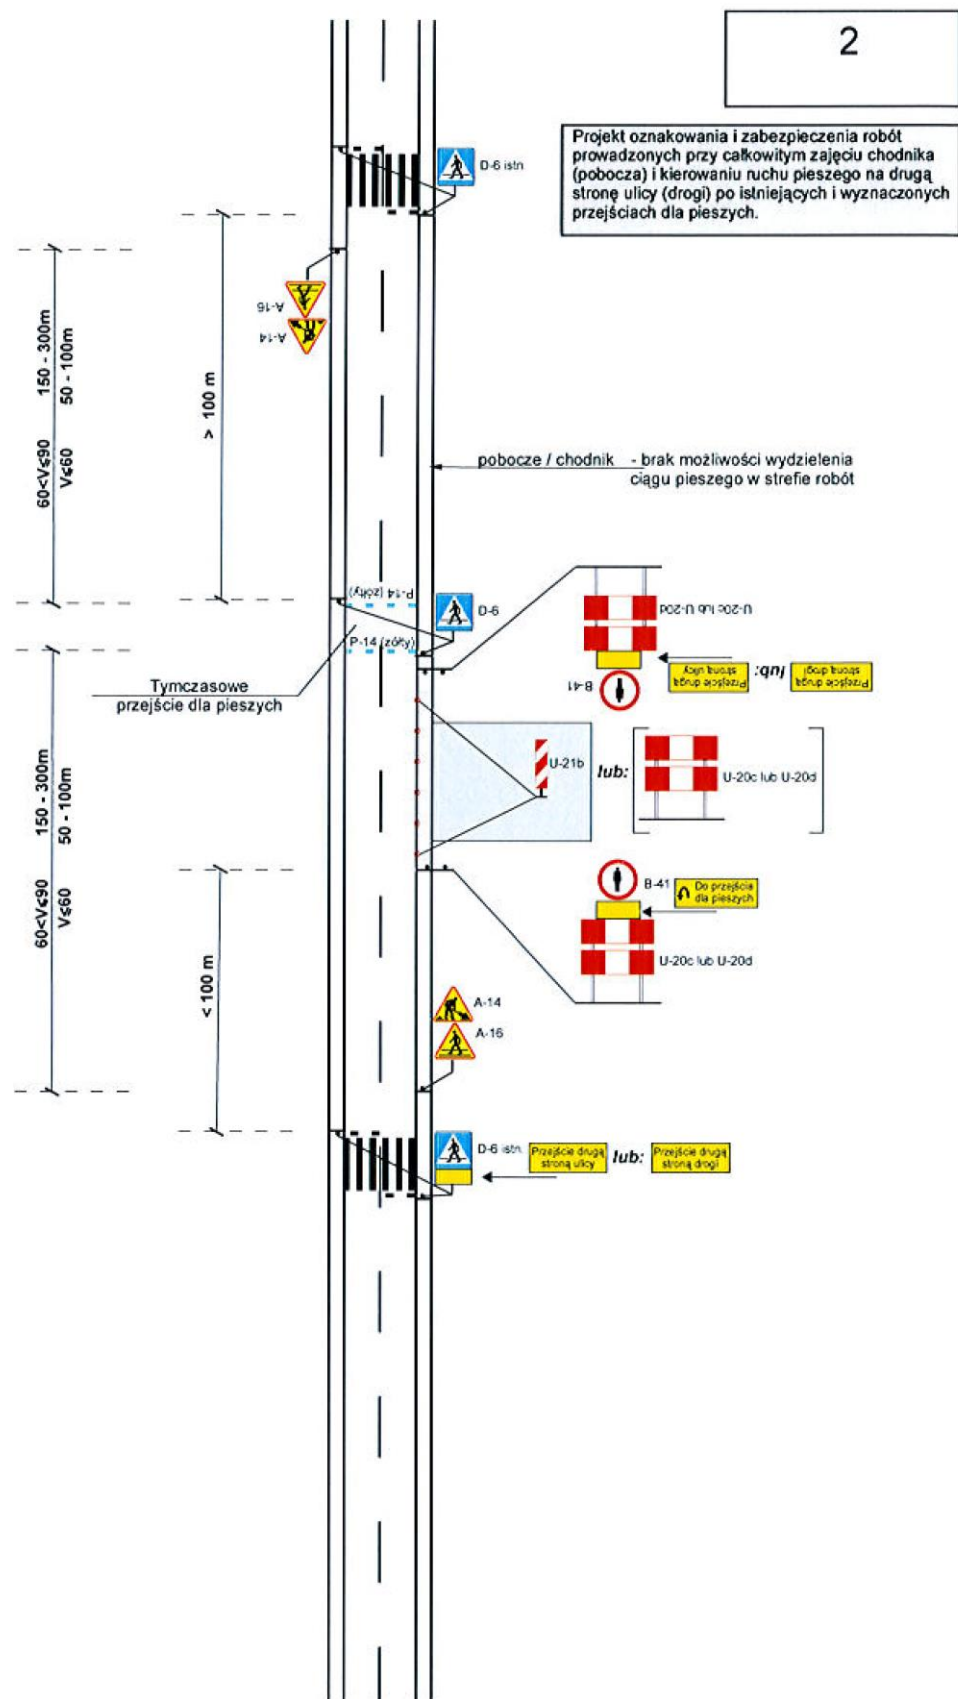 2
Projekt oznakowania i zabezpieczenia robót
prowadzonych przy całkowitym zajęciu chodnika
(pobocza) i kierowaniu ruchu pieszego na drugą
stronę ulicy (drogi) po istniejących i wyznaczonych
przejściach dla pieszych.
D-6 istn
A-16
A-14
150 - 300m
50 - 100m
60<V≤90
V≤60
> 100 m
pobocze / chodnik - brak możliwości wydzielenia
ciągu pieszego w strefie robót
P-14 (żółty)
D-6
P-14 (żółty)
Tymczasowe
przejście dla pieszych
U-20c lub U-20d
Przejście drugą
stroną ulicy
lub:
Przejście drugą
stroną drogi
B-41
U-21b
lub:
U-20c lub U-20d
150 - 300m
50 - 100m
60<V≤90
V≤60
< 100 m
B-41
Do przejścia
dla pieszych
U-20c lub U-20d
A-14
A-16
D-6 istn.
Przejście drugą
stroną ulicy
lub:
Przejście drugą
stroną drogi